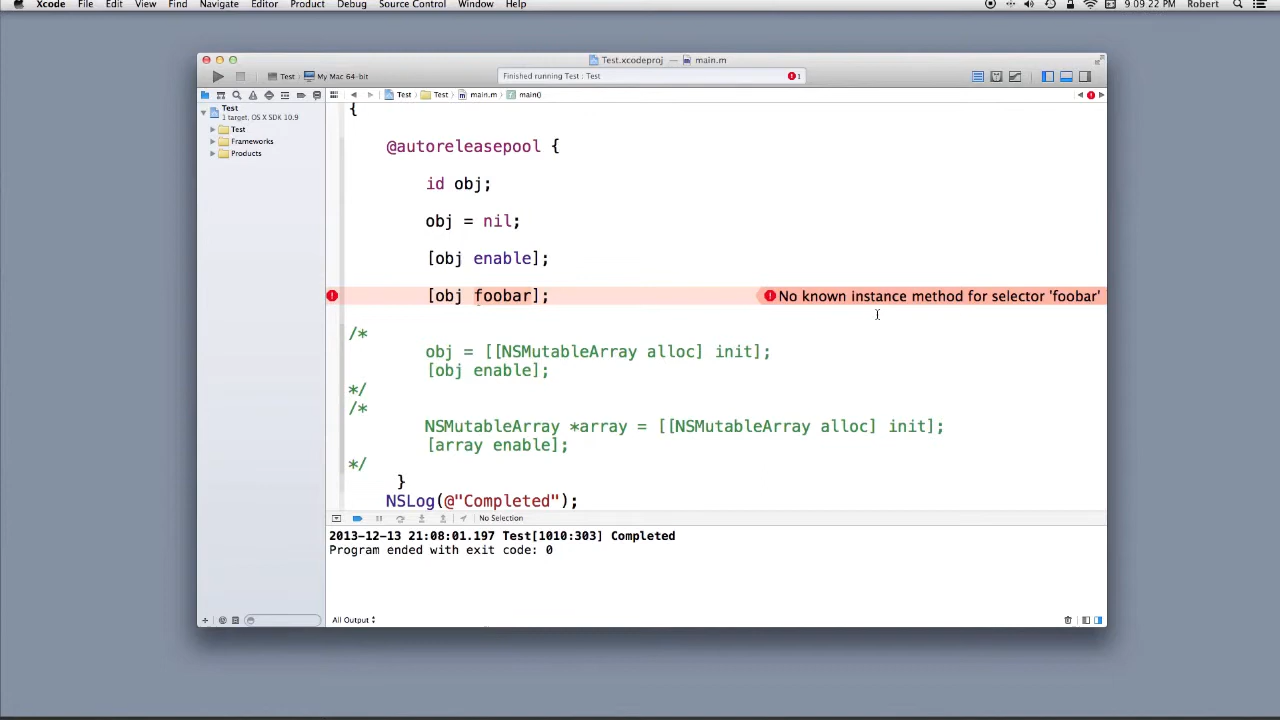 Xcode File Edit View Find Navigate Editor Product Debug Source Control Window Help 9:09:22 PM Robert
Test.xcodeproj — main.m
Test My Mac 64-bit Finished running Test : Test 1
Test Test main.m main()
Test
1 target, OS X SDK 10.9
Test
Frameworks
Products
{
@autoreleasepool {
id obj;
obj = nil;
[obj enable];
[obj foobar]; No known instance method for selector 'foobar'
/*
obj = [[NSMutableArray alloc] init];
[obj enable];
*/
/*
NSMutableArray *array = [[NSMutableArray alloc] init];
[array enable];
*/
}
NSLog(@"Completed");
No Selection
2013-12-13 21:08:01.197 Test[1010:303] Completed
Program ended with exit code: 0
All Output